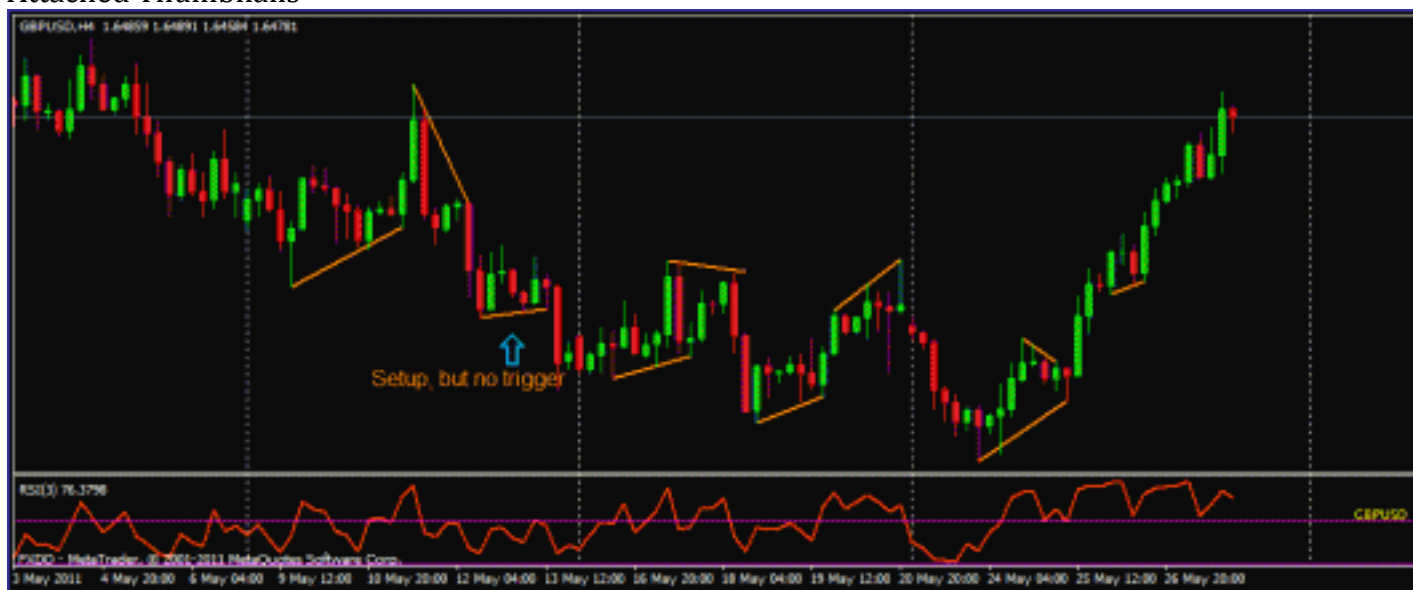 Attached Thumbnails
GBPUSD,H4 1.64859 1.64891 1.64584 1.64781
Setup, but no trigger
RSI(3) 76.3798
GBPUSD
FXDD - MetaTrader, © 2001-2011 MetaQuotes Software Corp.
3 May 2011 4 May 20:00 6 May 04:00 9 May 12:00 10 May 20:00 12 May 04:00 13 May 12:00 16 May 20:00 18 May 04:00 19 May 12:00 20 May 20:00 24 May 04:00 25 May 12:00 26 May 20:00